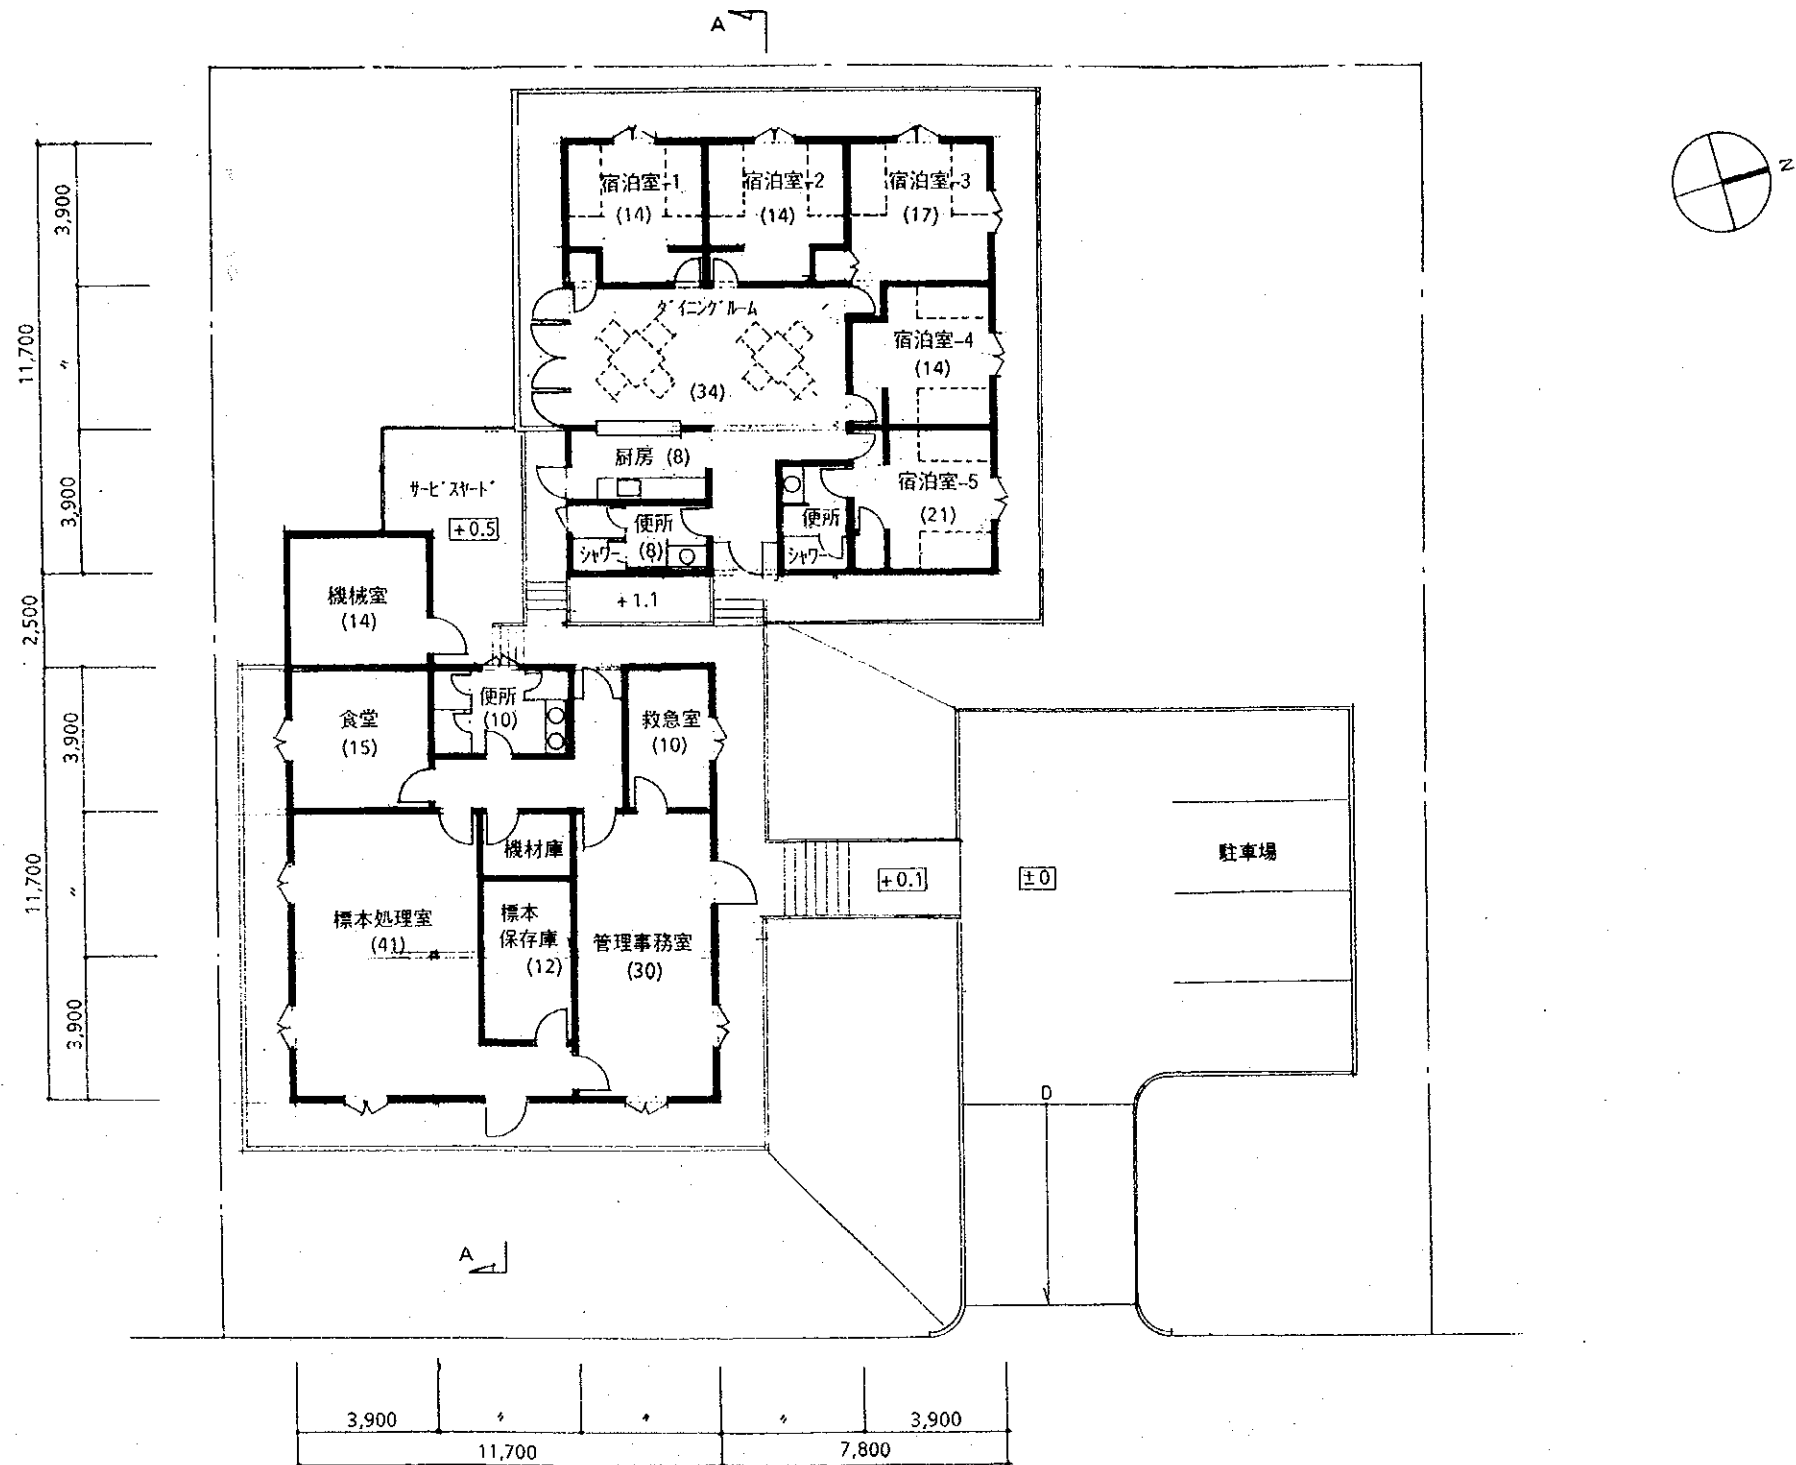 A
N
3,900
11,700
〃
3,900
2,500
3,900
11,700
〃
3,900
宿泊室-1
(14)
宿泊室-2
(14)
宿泊室-3
(17)
ダイニングルーム
(34)
宿泊室-4
(14)
厨房 (8)
宿泊室-5
(21)
サービスヤード
+0.5
便所
(8)
シャワー
便所
シャワー
+1.1
機械室
(14)
食堂
(15)
便所
(10)
救急室
(10)
機材庫
標本処理室
(41)
標本
保存庫
(12)
管理事務室
(30)
+0.1
±0
駐車場
D
A
3,900
〃
〃
〃
3,900
11,700
7,800